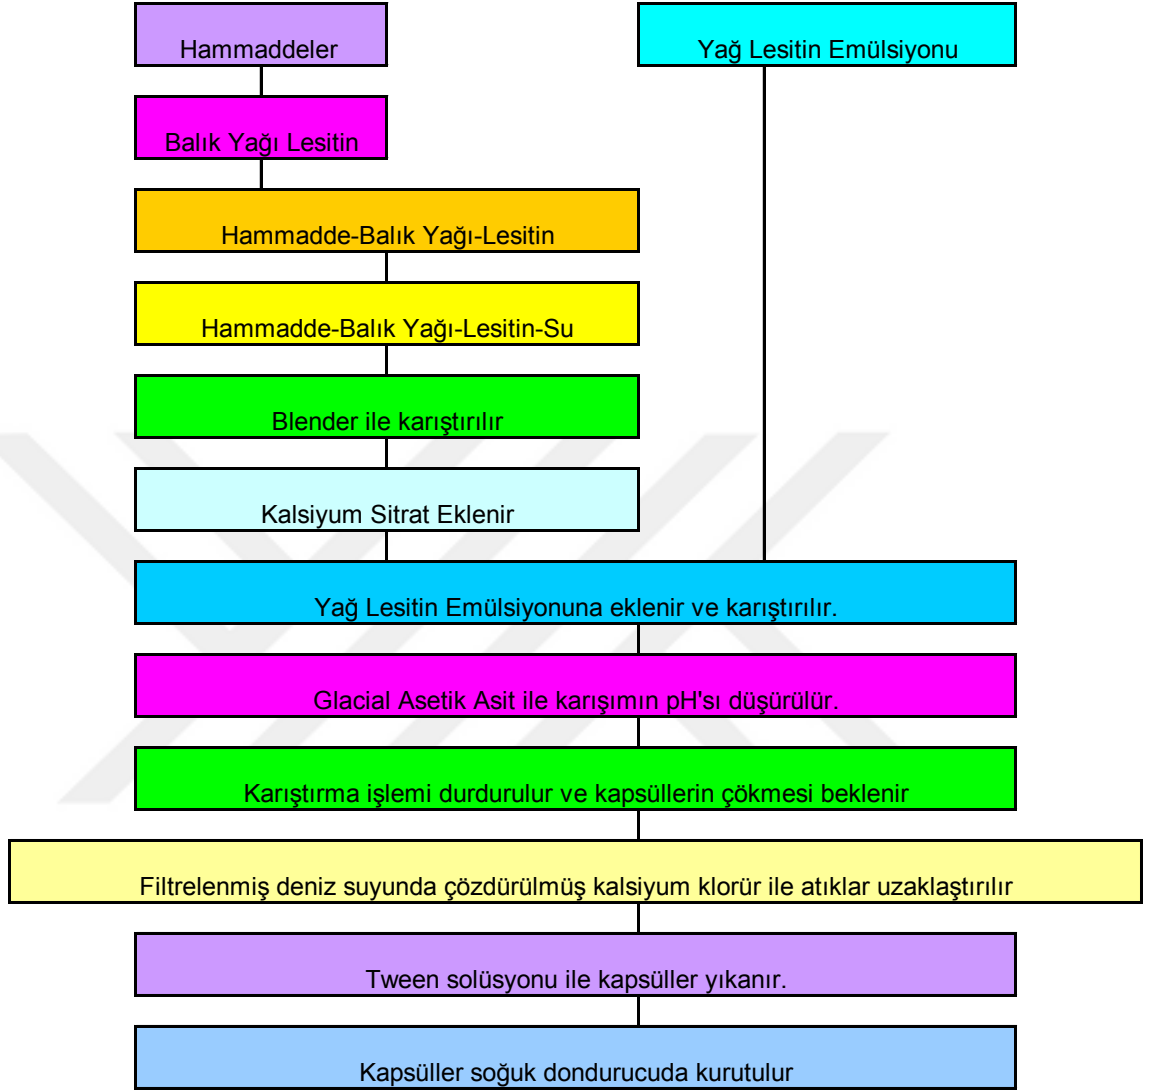 Hammaddeler
Yağ Lesitin Emülsiyonu
Balık Yağı Lesitin
Hammadde-Balık Yağı-Lesitin
Hammadde-Balık Yağı-Lesitin-Su
Blender ile karıştırılır
Kalsiyum Sitrat Eklenir
Yağ Lesitin Emülsiyonuna eklenir ve karıştırılır.
Glacial Asetik Asit ile karışımın pH'sı düşürülür.
Karıştırma işlemi durdurulur ve kapsüllerin çökmesi beklenir
Filtrelenmiş deniz suyunda çözdürülmüş kalsiyum klorür ile atıklar uzaklaştırılır
Tween solüsyonu ile kapsüller yıkanır.
Kapsüller soğuk dondurucuda kurutulur